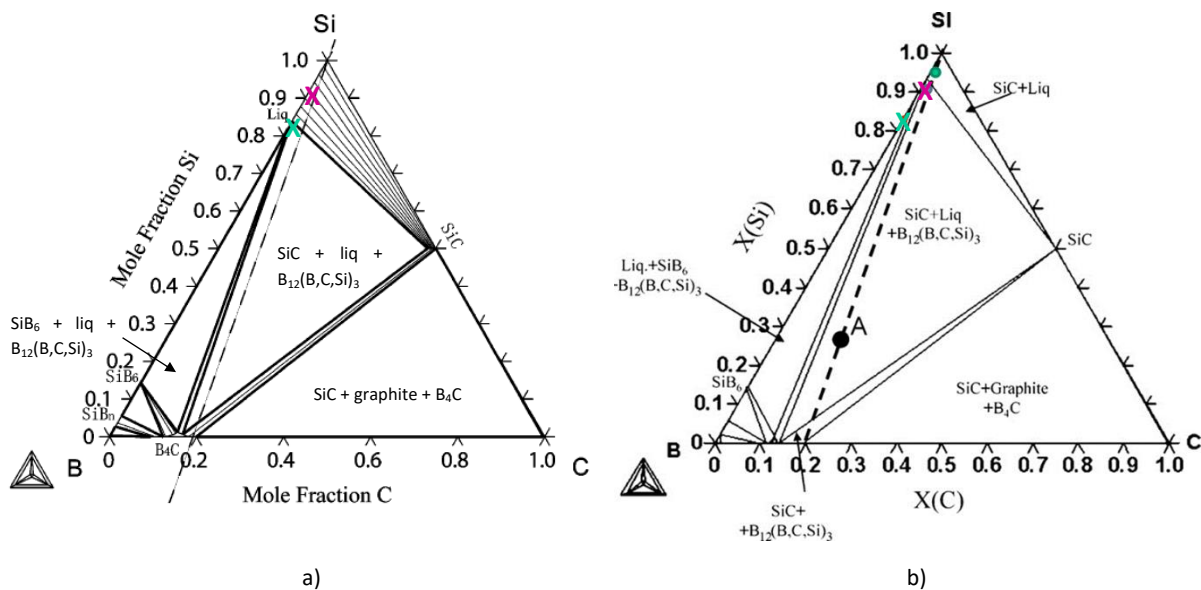 Si
1.0
0.9
Liq
0.8
0.7
0.6
0.5
0.4
0.3
0.2
0.1
0
Mole Fraction Si
SiC
SiC + liq +
B12(B,C,Si)3
SiB6 + liq +
B12(B,C,Si)3
SiB6
SiBn
SiC + graphite + B4C
B4C
B
0 0.2 0.4 0.6 0.8 1.0
C
Mole Fraction C
a)
SI
1.0
0.9
0.8
0.7
0.6
0.5
0.4
0.3
0.2
0.1
0
X(Si)
SiC+Liq
SiC+Liq
+B12(B,C,Si)3
SiC
Liq.+SiB6
-B12(B,C,Si)3
A
SiB6
SiC+Graphite
+B4C
B
C
0 0.1 0.2 0.3 0.4 0.5 0.6 0.7 0.8 0.9 1.0
X(C)
SiC+
+B12(B,C,Si)3
b)